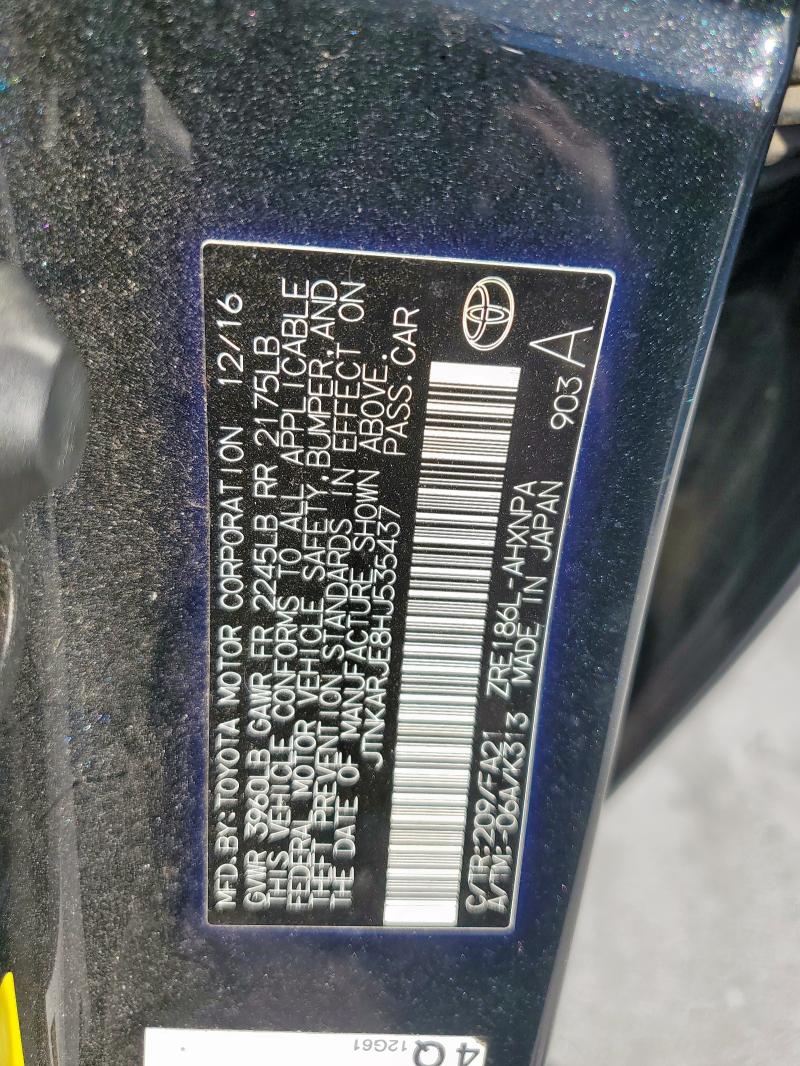 MFD.BY:TOYOTA MOTOR CORPORATION 12/16
GVWR 3960LB GAWR FR 2245LB RR 2175LB
THIS VEHICLE CONFORMS TO ALL APPLICABLE
FEDERAL MOTOR VEHICLE SAFETY,BUMPER,AND
THEFT PREVENTION STANDARDS IN EFFECT ON
THE DATE OF MANUFACTURE SHOWN ABOVE.
JTNKARJE8HJ535437 PASS.CAR
C/TR:209/FA21 ZRE186L-AHXNPA 903 A
A/TM:-06A/K313 MADE IN JAPAN
4Q
12G61